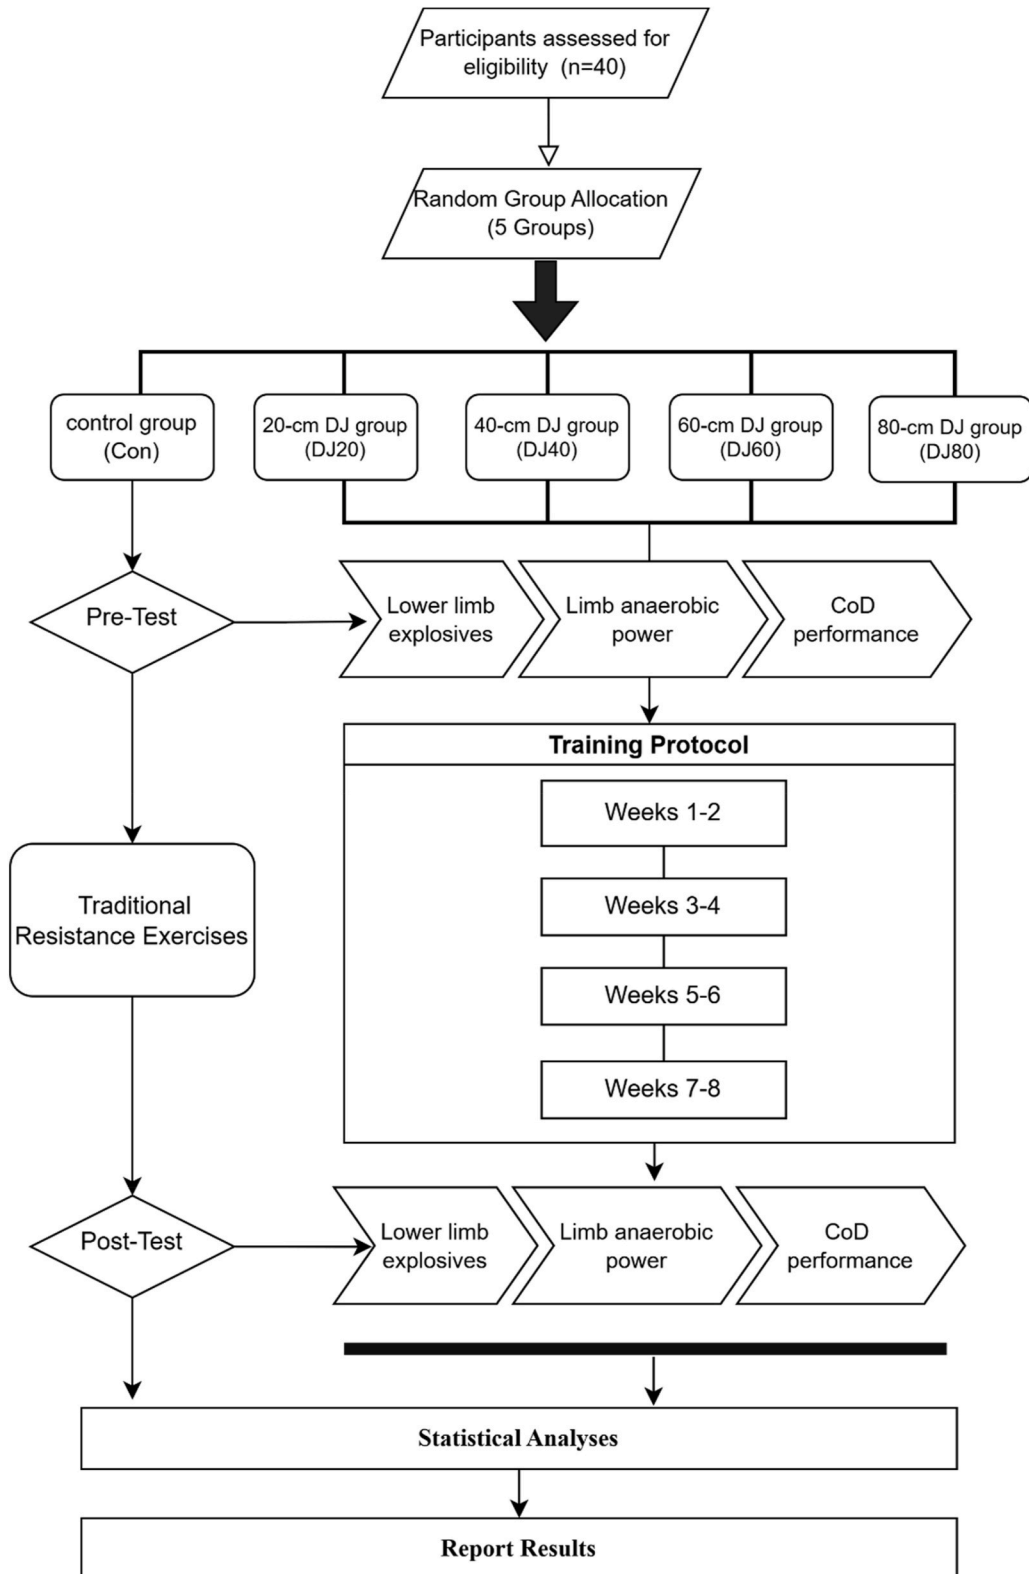 Participants assessed for
eligibility (n=40)
Random Group Allocation
(5 Groups)
control group
(Con)
20-cm DJ group
(DJ20)
40-cm DJ group
(DJ40)
60-cm DJ group
(DJ60)
80-cm DJ group
(DJ80)
Pre-Test
Lower limb
explosives
Limb anaerobic
power
CoD
performance
Training Protocol
Weeks 1-2
Weeks 3-4
Weeks 5-6
Weeks 7-8
Traditional
Resistance Exercises
Post-Test
Lower limb
explosives
Limb anaerobic
power
CoD
performance
Statistical Analyses
Report Results